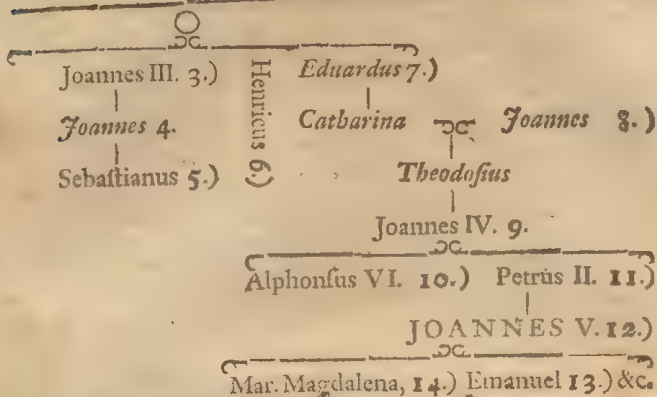 Joannes III. 3.) Eduardus 7.)
Henricus 6.)
Joannes 4. Catharina Joannes 8.)
Sebaſtianus 5.) Theodoſius
Joannes IV. 9.
Alphonſus VI. 10.) Petrus II. 11.)
JOANNES V. 12.)
Mar. Magdalena, 14.) Emanuel 13.) &c.